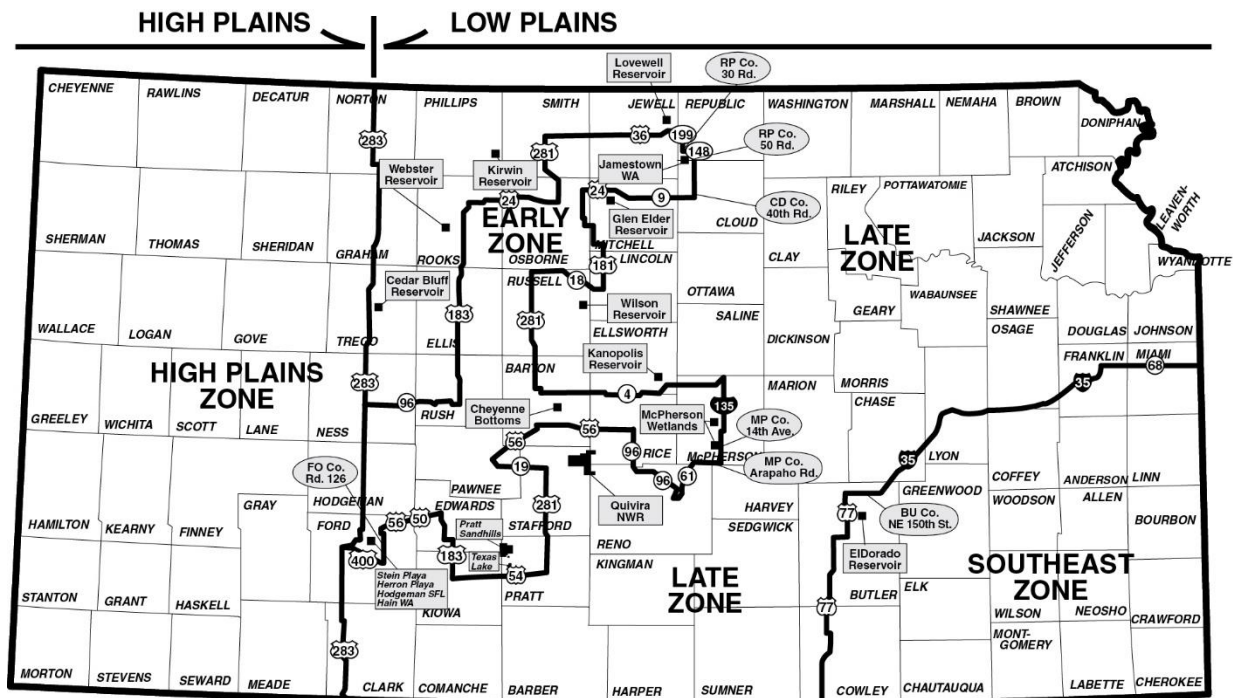 HIGH PLAINS
LOW PLAINS
Lovewell
Reservoir
RP Co.
30 Rd.
CHEYENNE
RAWLINS
DECATUR
NORTON
PHILLIPS
SMITH
JEWELL
REPUBLIC
WASHINGTON
MARSHALL
NEMAHA
BROWN
DONIPHAN
283
281
36
199
148
RP Co.
50 Rd.
Webster
Reservoir
Kirwin
Reservoir
Jamestown
WA
ATCHISON
24
24
9
RILEY
POTTAWATOMIE
CD Co.
40th Rd.
LEAVEN-
WORTH
EARLY
ZONE
Glen Elder
Reservoir
CLOUD
LATE
ZONE
JACKSON
JEFFERSON
SHERMAN
THOMAS
SHERIDAN
GRAHAM
ROOKS
OSBORNE
MITCHELL
LINCOLN
CLAY
WYANDOTTE
181
Cedar Bluff
Reservoir
RUSSELL
18
OTTAWA
WABAUNSEE
SHAWNEE
183
281
Wilson
Reservoir
SALINE
GEARY
OSAGE
WALLACE
LOGAN
GOVE
TREGO
ELLIS
ELLSWORTH
DICKINSON
DOUGLAS
JOHNSON
Kanopolis
Reservoir
FRANKLIN
MIAMI
68
HIGH PLAINS
ZONE
283
BARTON
MARION
MORRIS
35
4
CHASE
96
RUSH
Cheyenne
Bottoms
McPherson
Wetlands
135
MP Co.
14th Ave.
GREELEY
WICHITA
SCOTT
LANE
NESS
56
56
96
RICE
McPHERSON
35
LYON
FO Co.
Rd. 126
19
96
61
MP Co.
Arapaho Rd.
COFFEY
ANDERSON
LINN
PAWNEE
GREENWOOD
WOODSON
ALLEN
GRAY
HODGEMAN
EDWARDS
281
Quivira
NWR
HARVEY
77
BU Co.
NE 150th St.
HAMILTON
KEARNY
FINNEY
FORD
56
50
STAFFORD
SEDGWICK
BOURBON
Pratt
Sandhills
RENO
400
183
Texas
Lake
KINGMAN
ElDorado
Reservoir
SOUTHEAST
ZONE
54
LATE
ZONE
Stein Playa
Herron Playa
Hodgeman SFL
Hain WA
PRATT
BUTLER
ELK
STANTON
GRANT
HASKELL
KIOWA
77
WILSON
NEOSHO
CRAWFORD
MONT-
GOMERY
283
MORTON
STEVENS
SEWARD
MEADE
CLARK
COMANCHE
BARBER
HARPER
SUMNER
COWLEY
CHAUTAUQUA
LABETTE
CHEROKEE